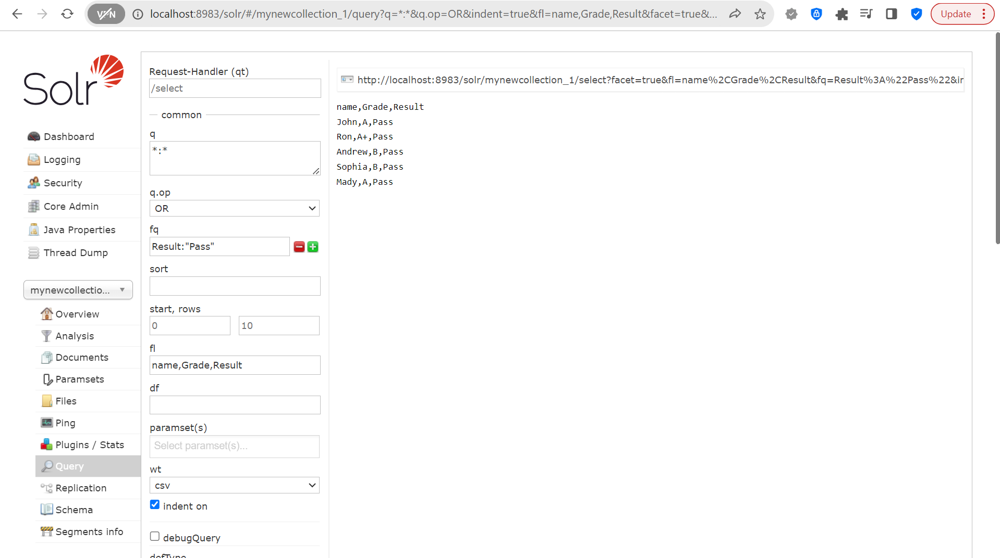 VPN
localhost:8983/solr/#/mynewcollection_1/query?q=*:*&q.op=OR&indent=true&fl=name,Grade,Result&facet=true&...
Update
Solr
Dashboard
Logging
Security
Core Admin
Java Properties
Thread Dump
mynewcollectio...
Overview
Analysis
Documents
Paramsets
Files
Ping
Plugins / Stats
Query
Replication
Schema
Segments info
Request-Handler (qt)
/select
common
q
*:*
q.op
OR
fq
Result:"Pass"
sort
start, rows
0 10
fl
name,Grade,Result
df
paramset(s)
Select paramset(s)...
wt
csv
indent on
debugQuery
defType
http://localhost:8983/solr/mynewcollection_1/select?facet=true&fl=name%2CGrade%2CResult&fq=Result%3A%22Pass%22&ir
name,Grade,Result
John,A,Pass
Ron,A+,Pass
Andrew,B,Pass
Sophia,B,Pass
Mady,A,Pass